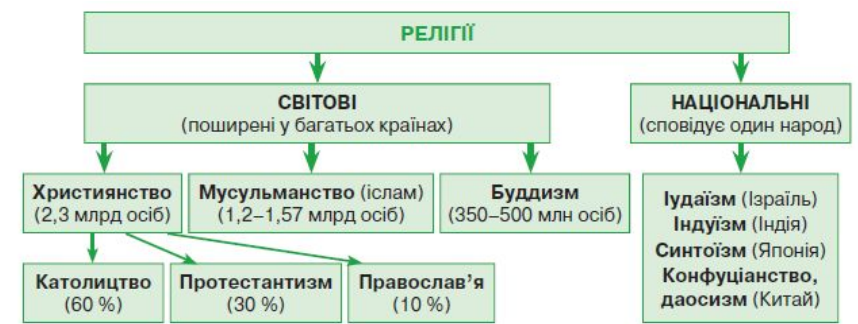 РЕЛІГІЇ
СВІТОВІ
(поширені у багатьох країнах)
НАЦІОНАЛЬНІ
(сповідує один народ)
Християнство
(2,3 млрд осіб)
Мусульманство (іслам)
(1,2–1,57 млрд осіб)
Буддизм
(350–500 млн осіб)
Іудаїзм (Ізраїль)
Індуїзм (Індія)
Синтоїзм (Японія)
Конфуціанство,
даосизм (Китай)
Католицтво
(60 %)
Протестантизм
(30 %)
Православ’я
(10 %)